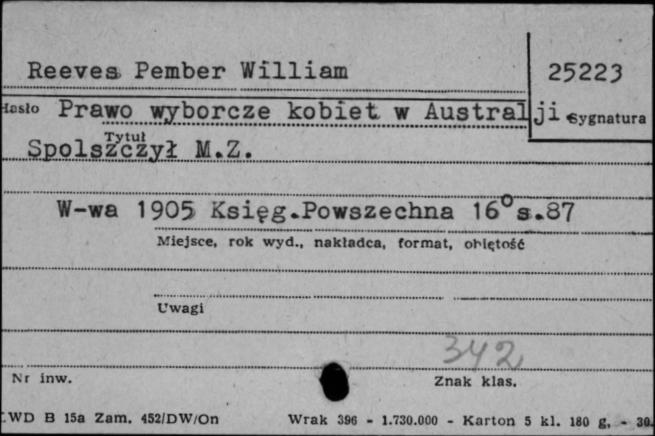 Reeves Pember William 25223
Hasło Prawo wyborcze kobiet w Australji Sygnatura
Tytuł
Spolszczył M.Z.
W-wa 1905 Księg.Powszechna 16° s.87
Miejsce, rok wyd., nakładca, format, objętość
Uwagi
342
Nr inw. Znak klas.
WD B 15a Zam. 452/DW/On Wrak 396 - 1.730.000 - Karton 5 kl. 180 g, - 30.